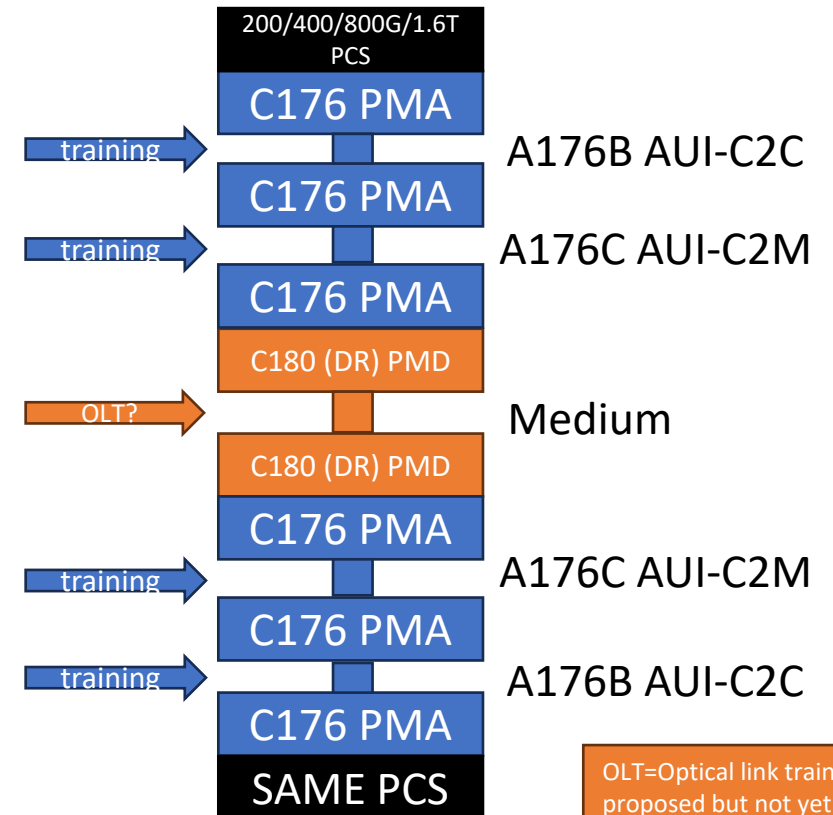 200/400/800G/1.6T
PCS
C176 PMA
training
A176B AUI-C2C
C176 PMA
training
A176C AUI-C2M
C176 PMA
C180 (DR) PMD
OLT?
Medium
C180 (DR) PMD
C176 PMA
training
A176C AUI-C2M
C176 PMA
training
A176B AUI-C2C
C176 PMA
SAME PCS
OLT=Optical link train
proposed but not yet